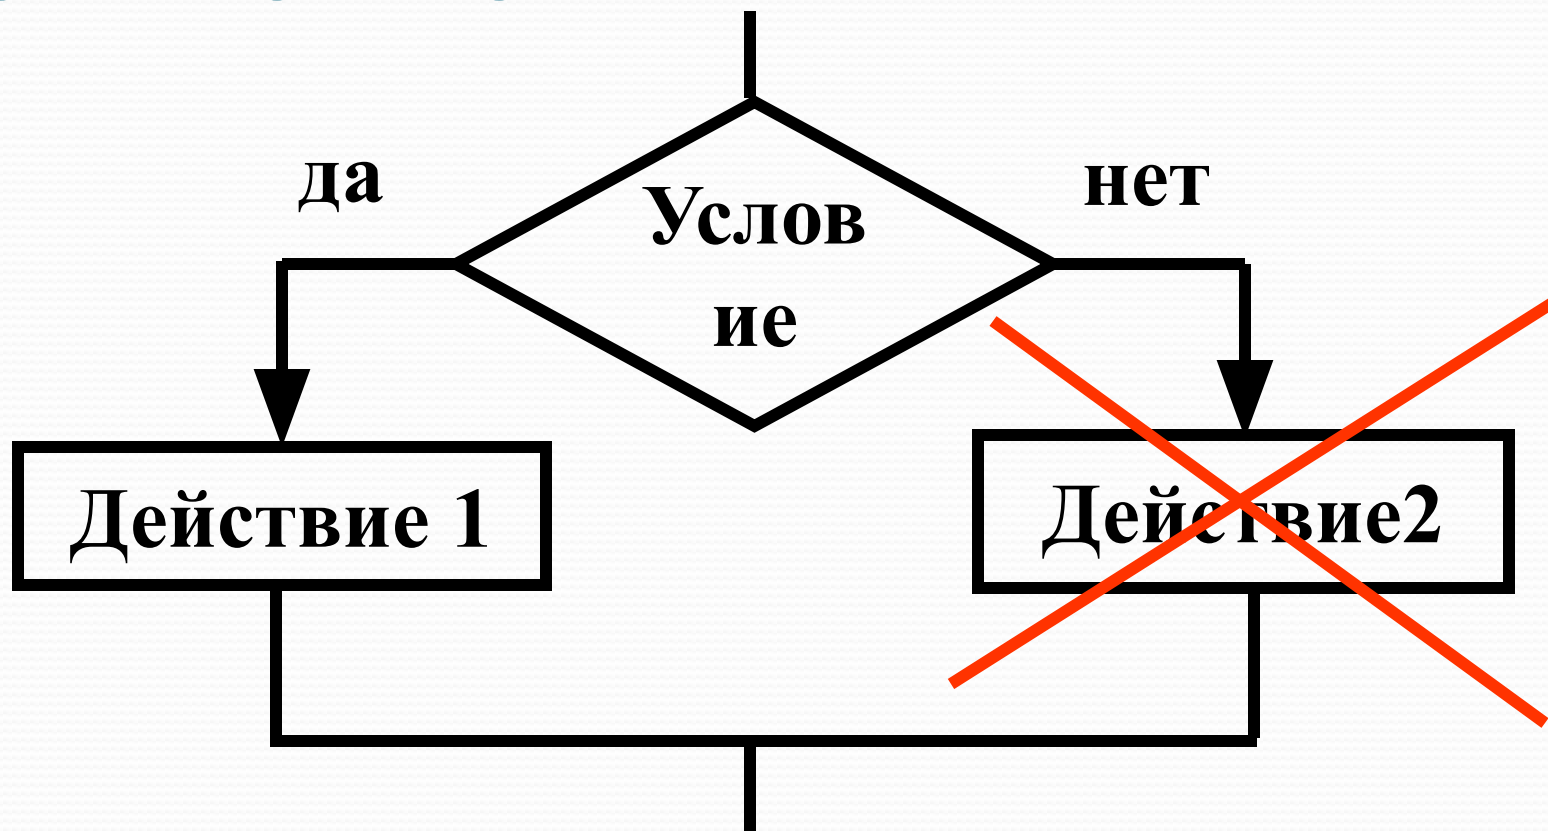 да
нет
Услов
ие
Действие 1
Действие2